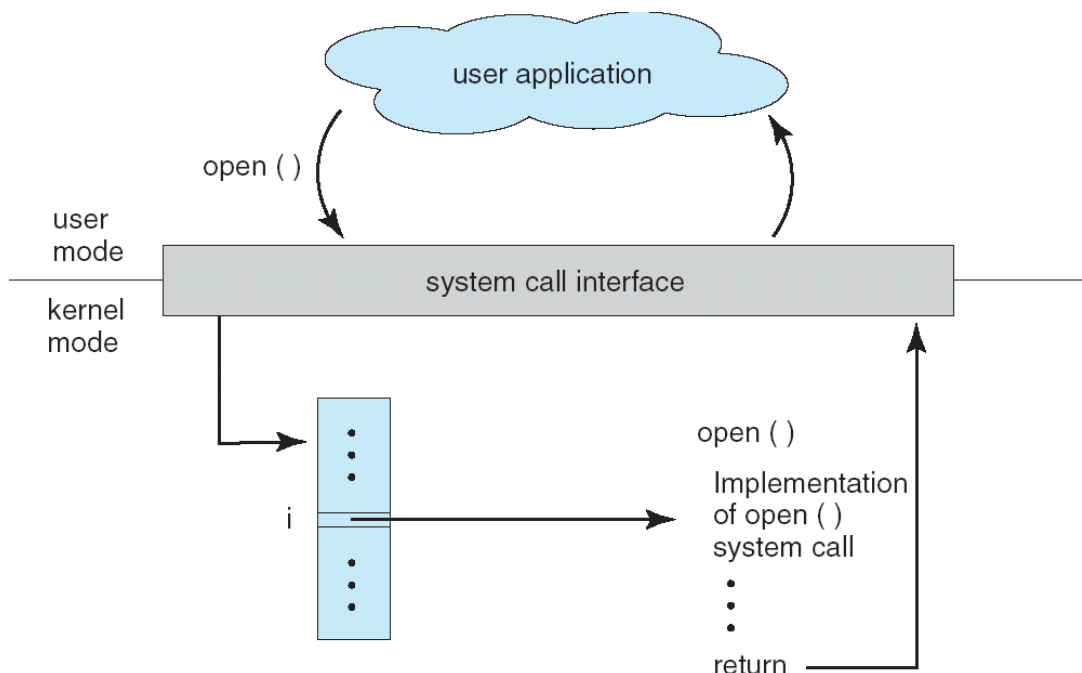 user application
open ( )
user
mode
system call interface
kernel
mode
open ( )
Implementation
of open ( )
system call
i
return